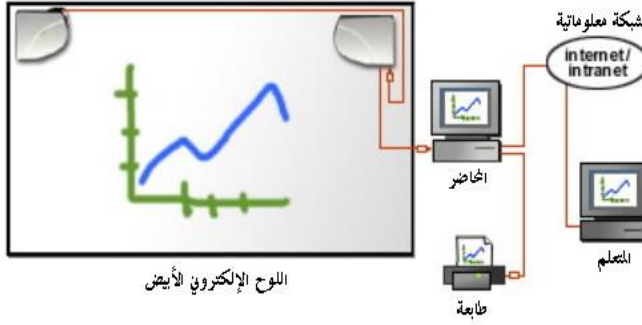 شبكة معلوماتية
internet/
intranet
المحاضر
المتعلم
اللوح الإلكتروني الأبيض
طابعة